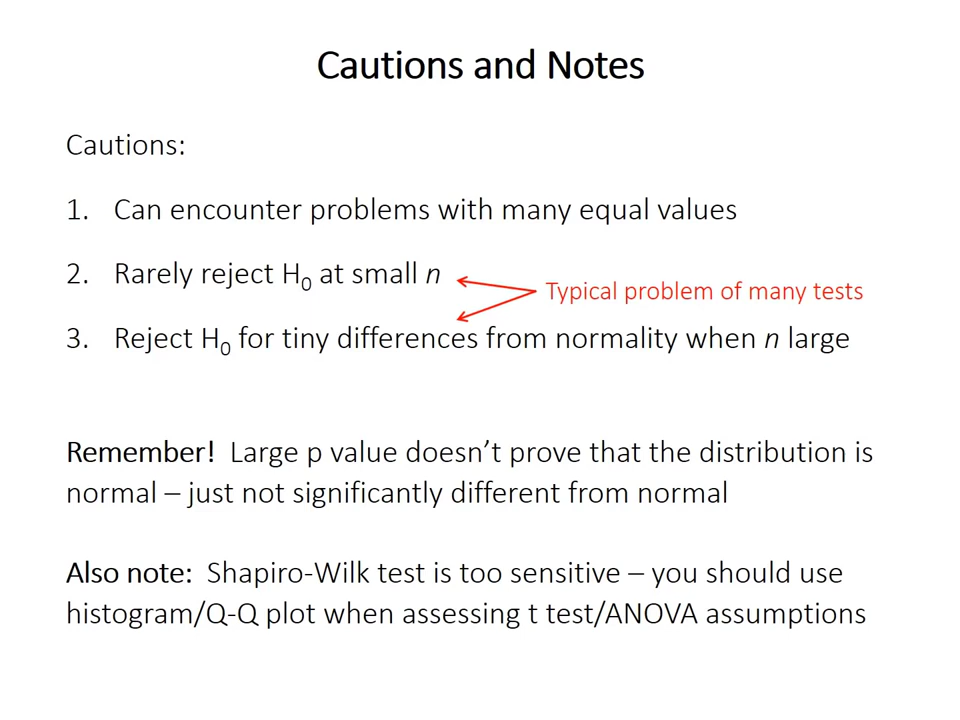 Cautions and Notes
Cautions:
1. Can encounter problems with many equal values
2. Rarely reject H0 at small n
Typical problem of many tests
3. Reject H0 for tiny differences from normality when n large
Remember! Large p value doesn’t prove that the distribution is
normal – just not significantly different from normal
Also note: Shapiro-Wilk test is too sensitive – you should use
histogram/Q-Q plot when assessing t test/ANOVA assumptions